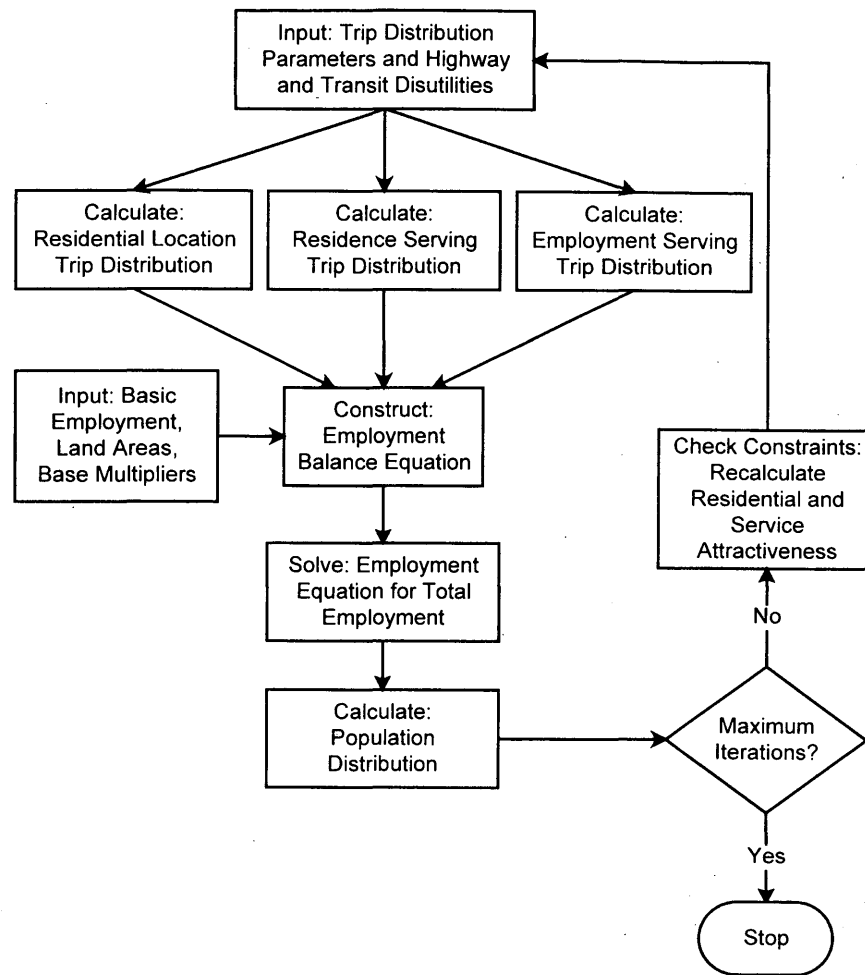 Input: Trip Distribution
Parameters and Highway
and Transit Disutilities
Calculate:
Residential Location
Trip Distribution
Calculate:
Residence Serving
Trip Distribution
Calculate:
Employment Serving
Trip Distribution
Input: Basic
Employment,
Land Areas,
Base Multipliers
Construct:
Employment
Balance Equation
Check Constraints:
Recalculate
Residential and
Service
Attractiveness
Solve: Employment
Equation for Total
Employment
No
Calculate:
Population
Distribution
Maximum
Iterations?
Yes
Stop